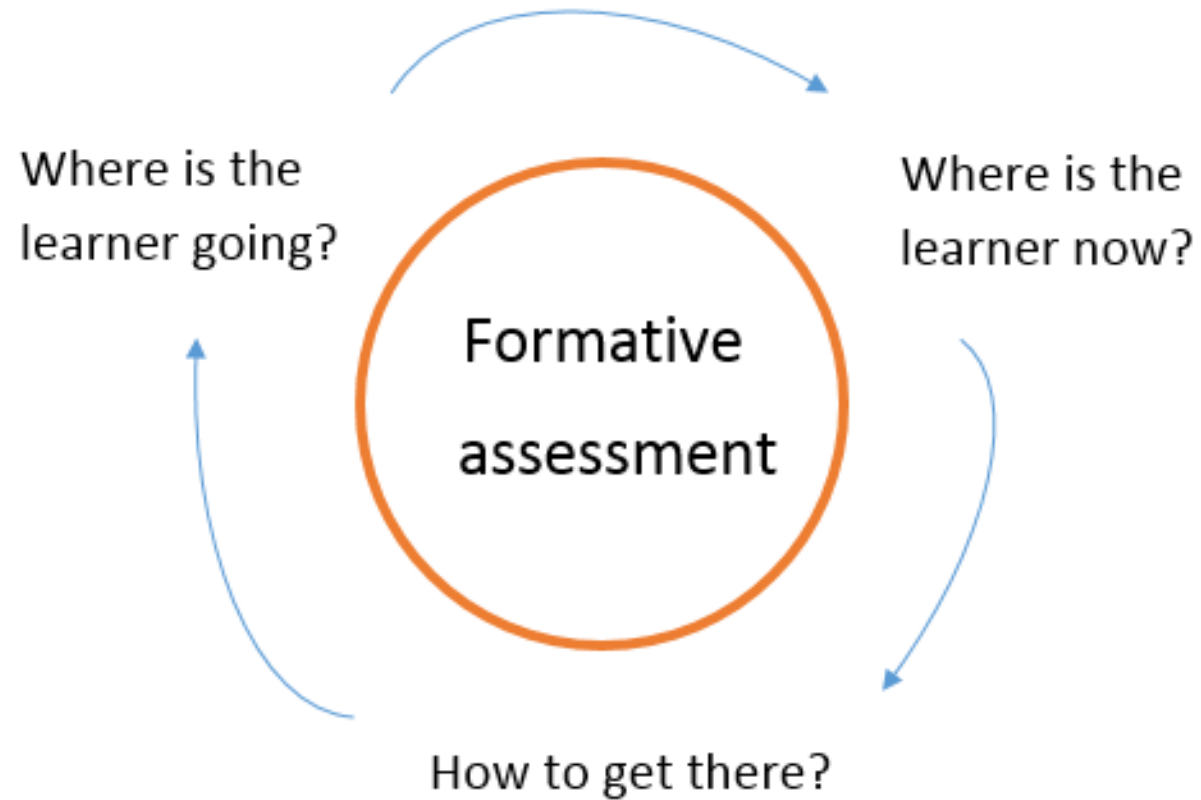 Where is the
learner going?
Where is the
learner now?
Formative
assessment
How to get there?